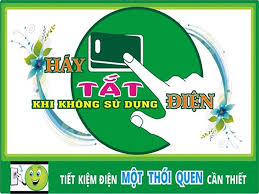 HÃY
TẮT
KHI KHÔNG SỬ DỤNG
ĐIỆN
TIẾT KIỆM ĐIỆN MỘT THÓI QUEN CẦN THIẾT